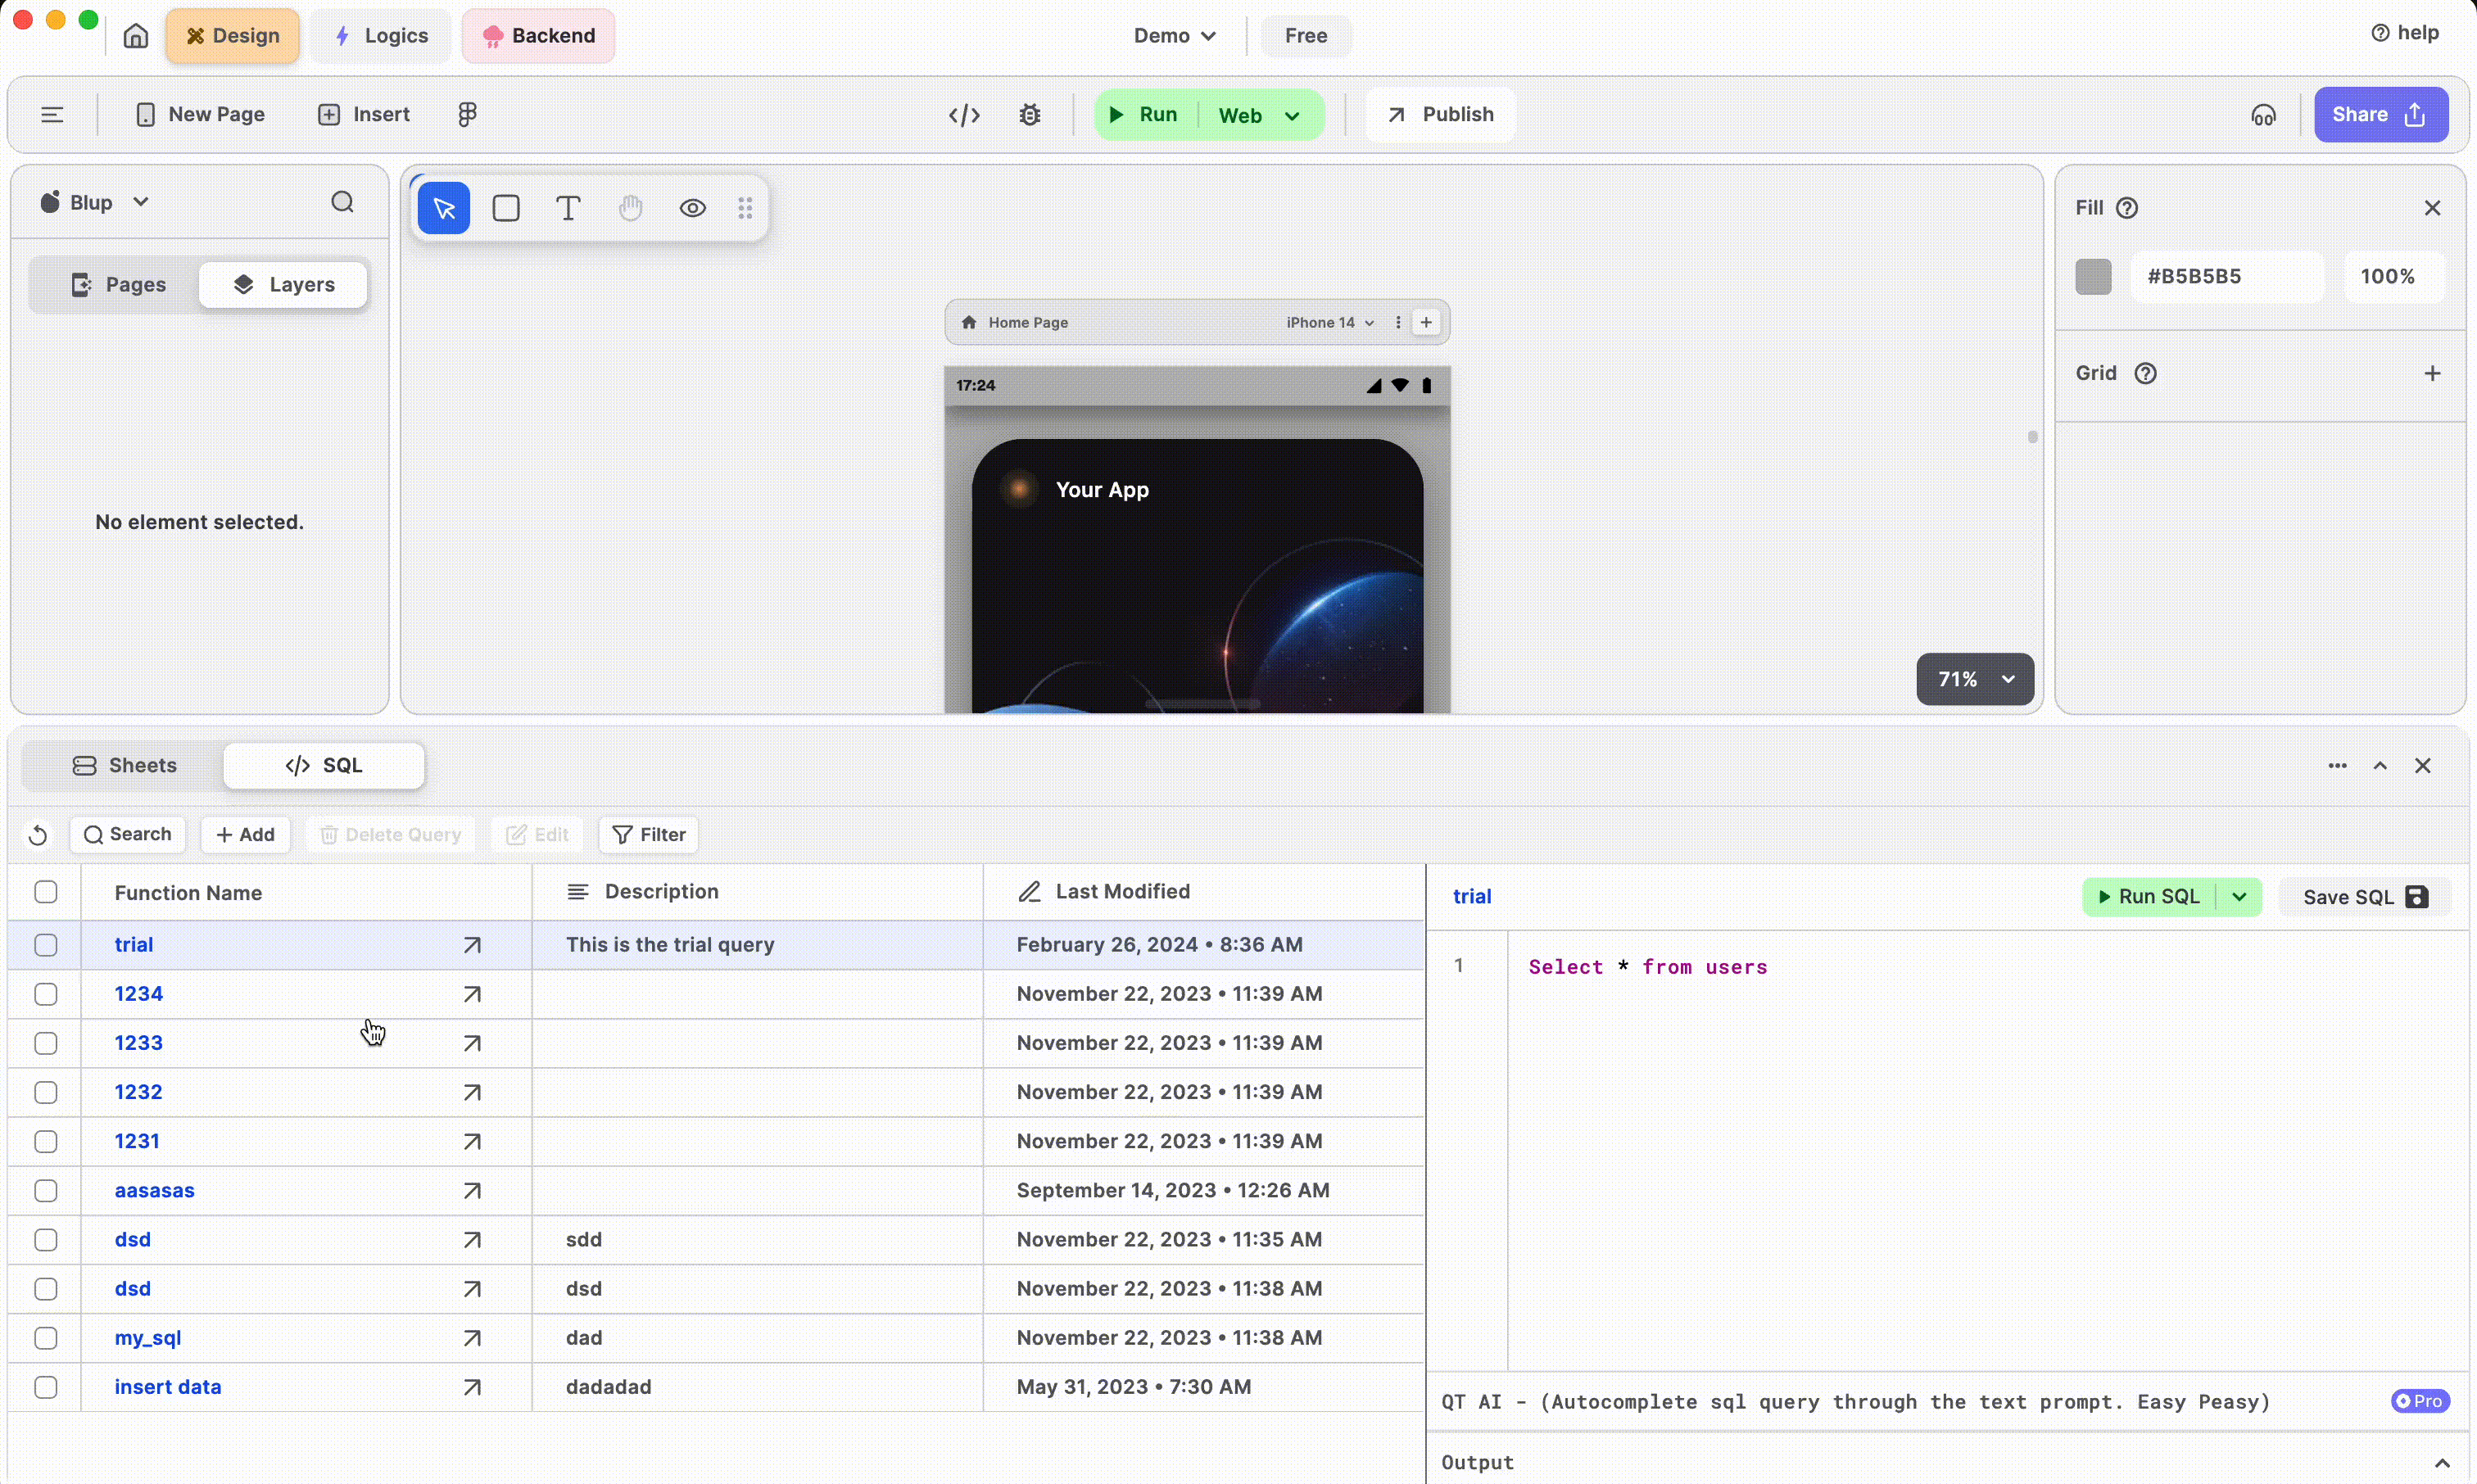 Design
Logics
Backend
Demo
Free
help
New Page
Insert
Run
Web
Publish
Share
Blup
Pages
Layers
No element selected.
Home Page
iPhone 14
17:24
Your App
71%
Fill
#B5B5B5
100%
Grid
Sheets
SQL
Search
Add
Delete Query
Edit
Filter
Function Name Description Last Modified
trial This is the trial query February 26, 2024 • 8:36 AM
1234 November 22, 2023 • 11:39 AM
1233 November 22, 2023 • 11:39 AM
1232 November 22, 2023 • 11:39 AM
1231 November 22, 2023 • 11:39 AM
aasasas September 14, 2023 • 12:26 AM
dsd sdd November 22, 2023 • 11:35 AM
dsd dsd November 22, 2023 • 11:38 AM
my_sql dad November 22, 2023 • 11:38 AM
insert data dadadad May 31, 2023 • 7:30 AM
trial
Run SQL
Save SQL
1 Select * from users
QT AI - (Autocomplete sql query through the text prompt. Easy Peasy)
Pro
Output